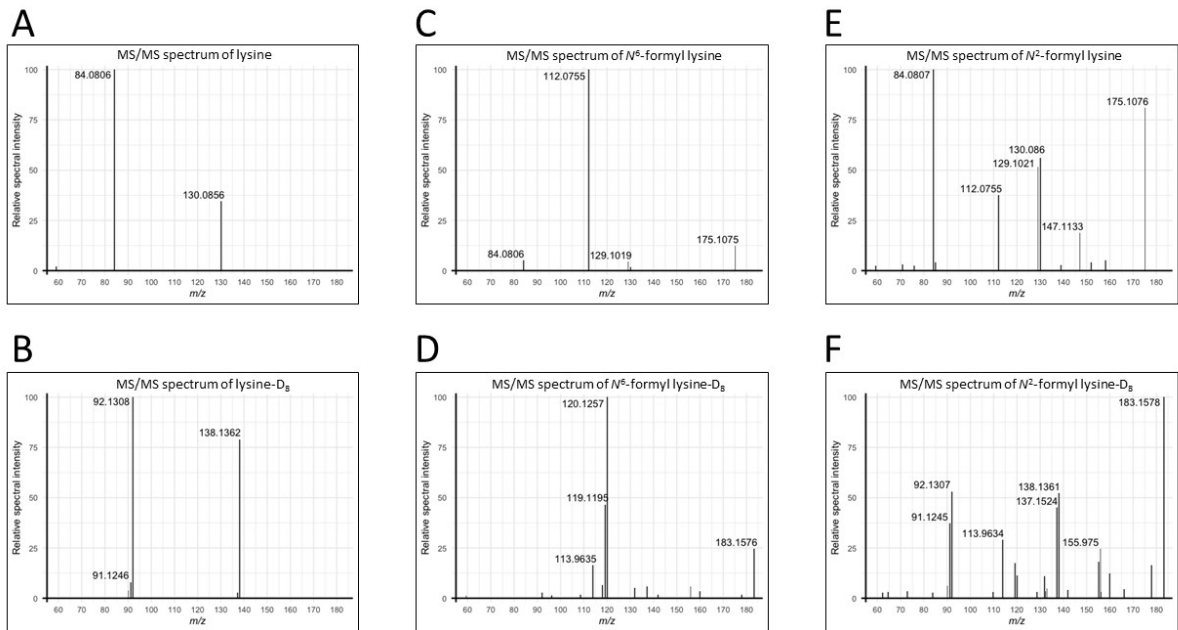 A
MS/MS spectrum of lysine
Relative spectral intensity
100
75
50
25
0
84.0806
130.0856
60 70 80 90 100 110 120 130 140 150 160 170 180
m/z
C
MS/MS spectrum of N⁶-formyl lysine
Relative spectral intensity
100
75
50
25
0
112.0755
84.0806
129.1019
175.1075
60 70 80 90 100 110 120 130 140 150 160 170 180
m/z
E
MS/MS spectrum of N²-formyl lysine
Relative spectral intensity
100
75
50
25
0
84.0807
175.1076
130.086
129.1021
112.0755
147.1133
60 70 80 90 100 110 120 130 140 150 160 170 180
m/z
B
MS/MS spectrum of lysine-D₈
Relative spectral intensity
100
75
50
25
0
92.1308
138.1362
91.1246
60 70 80 90 100 110 120 130 140 150 160 170 180
m/z
D
MS/MS spectrum of N⁶-formyl lysine-D₈
Relative spectral intensity
100
75
50
25
0
120.1257
119.1195
113.9635
183.1576
60 70 80 90 100 110 120 130 140 150 160 170 180
m/z
F
MS/MS spectrum of N²-formyl lysine-D₈
Relative spectral intensity
100
75
50
25
0
183.1578
92.1307
138.1361
137.1524
91.1245
113.9634
155.975
60 70 80 90 100 110 120 130 140 150 160 170 180
m/z